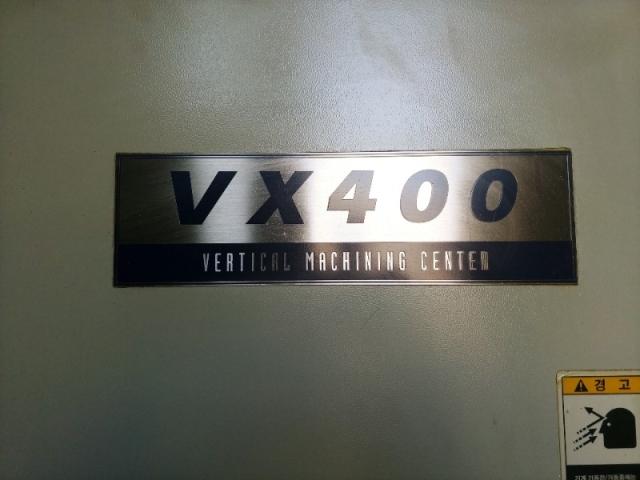 VX400
VERTICAL MACHINING CENTER
경고